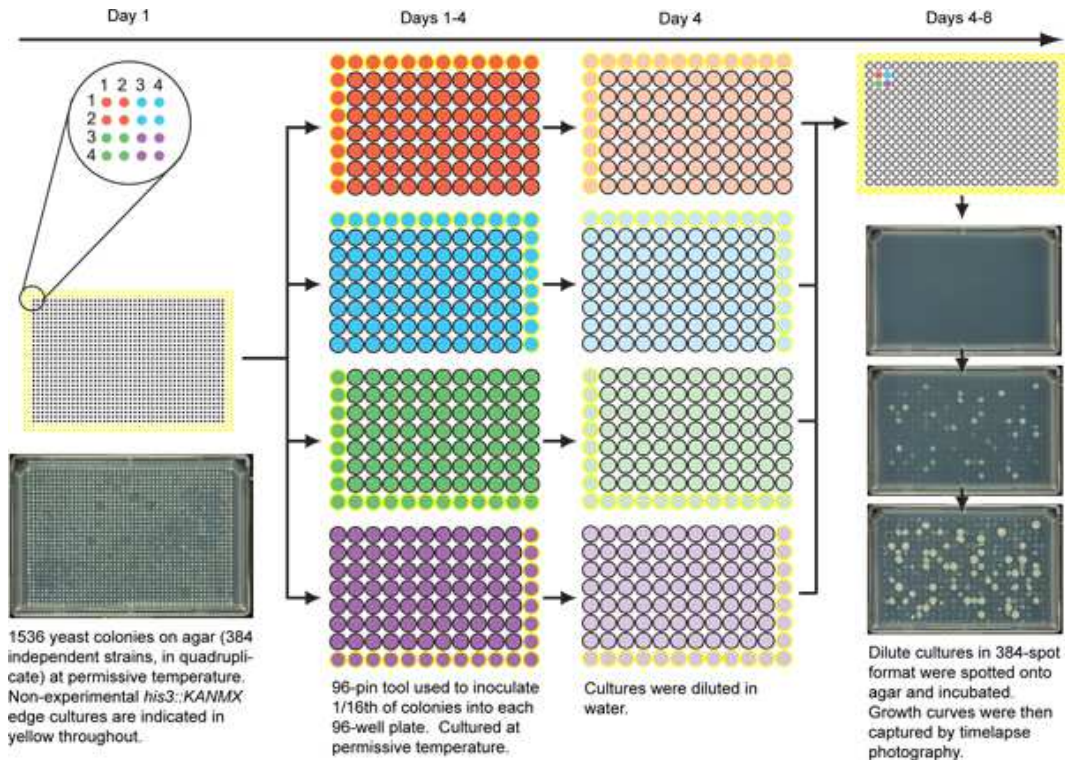 Day 1
Days 1-4
Day 4
Days 4-8
1 2 3 4
1
2
3
4
1536 yeast colonies on agar (384
independent strains, in quadrupli-
cate) at permissive temperature.
Non-experimental his3::KANMX
edge cultures are indicated in
yellow throughout.
96-pin tool used to inoculate
1/16th of colonies into each
96-well plate. Cultured at
permissive temperature.
Cultures were diluted in
water.
Dilute cultures in 384-spot
format were spotted onto
agar and incubated.
Growth curves were then
captured by timelapse
photography.